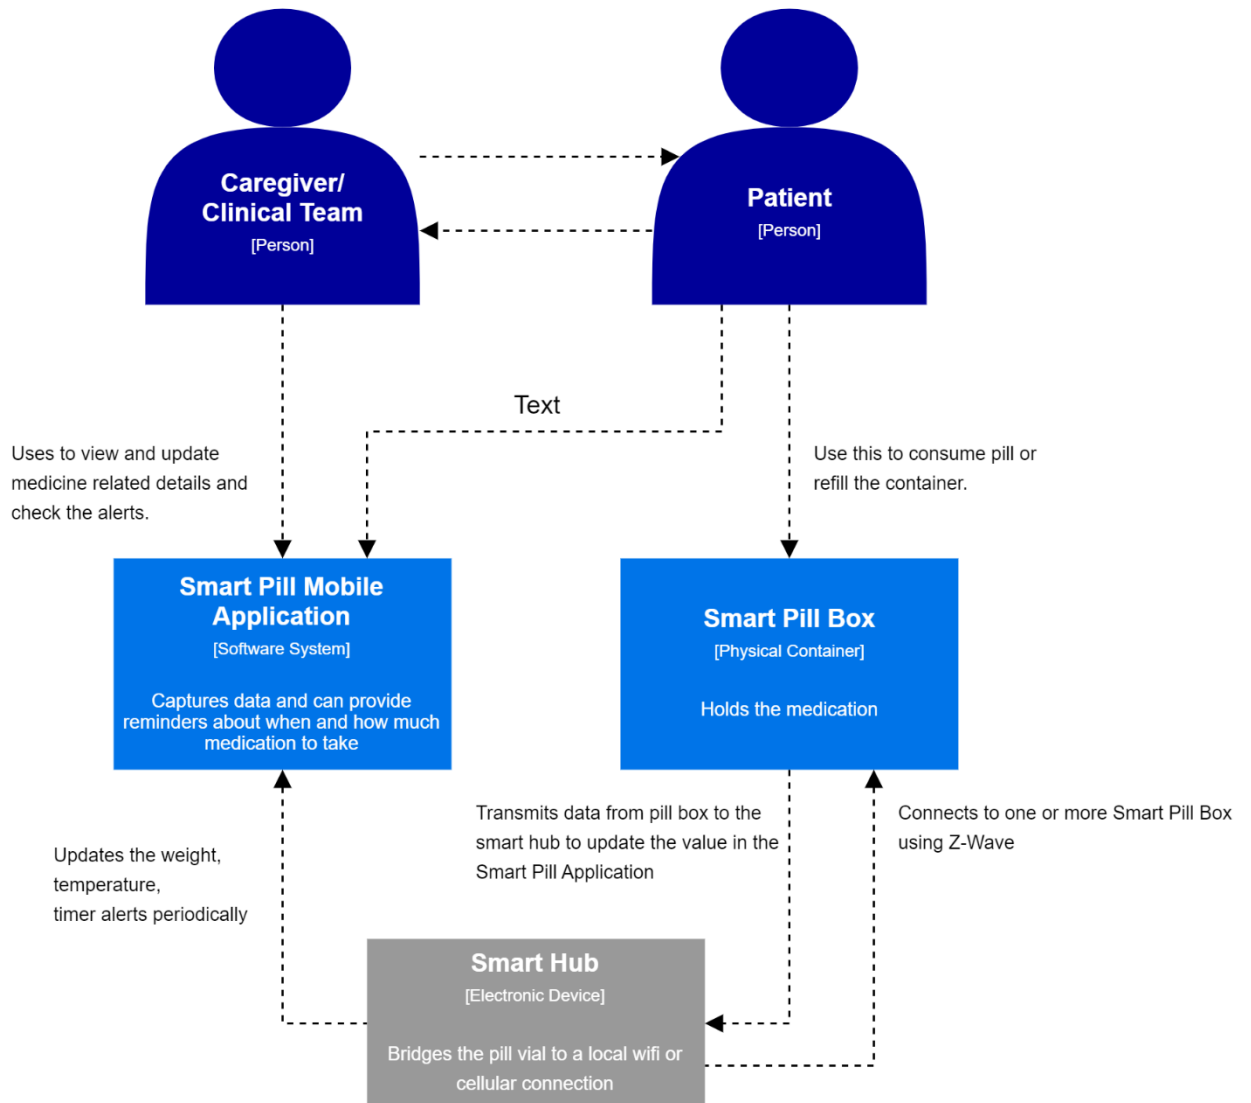 Caregiver/
Clinical Team
[Person]
Patient
[Person]
Text
Uses to view and update
medicine related details and
check the alerts.
Use this to consume pill or
refill the container.
Smart Pill Mobile
Application
[Software System]
Captures data and can provide
reminders about when and how much
medication to take
Smart Pill Box
[Physical Container]
Holds the medication
Updates the weight,
temperature,
timer alerts periodically
Transmits data from pill box to the
smart hub to update the value in the
Smart Pill Application
Connects to one or more Smart Pill Box
using Z-Wave
Smart Hub
[Electronic Device]
Bridges the pill vial to a local wifi or
cellular connection